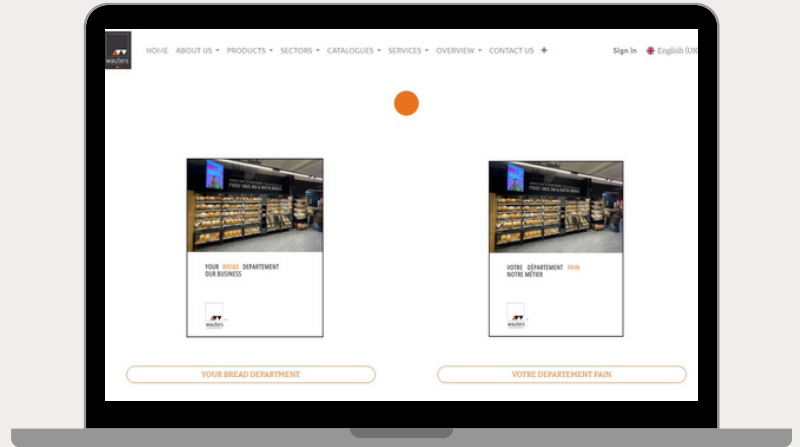 wauters
HOME ABOUT US PRODUCTS SECTORS CATALOGUES SERVICES OVERVIEW CONTACT US + Sign in English (UK
YOUR BREAD DEPARTEMENT
OUR BUSINESS
wauters
YOUR BREAD DEPARTMENT
VOTRE DÉPARTEMENT PAIN
NOTRE MÉTIER
wauters
VOTRE DEPARTEMENT PAIN